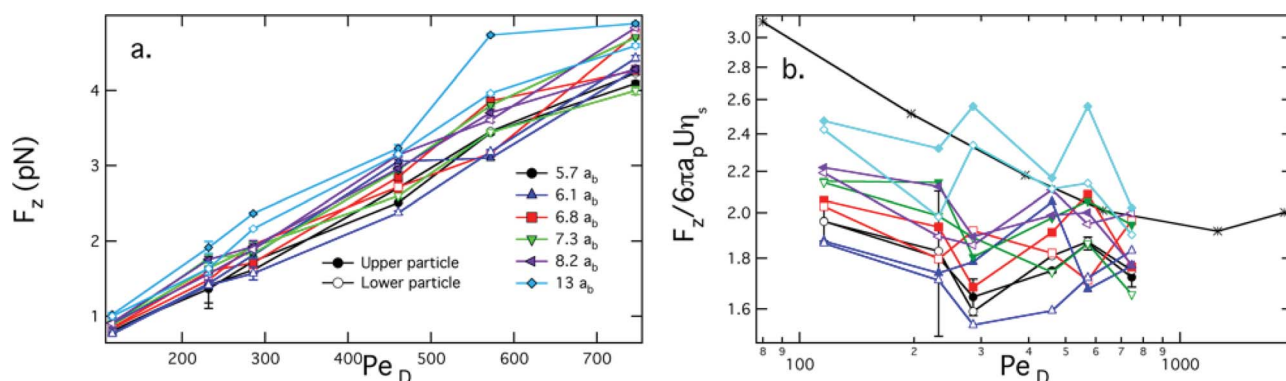 a.
F_z (pN)
4
3
2
1
200
300
400
500
600
700
Pe_D
Upper particle
Lower particle
5.7 a_b
6.1 a_b
6.8 a_b
7.3 a_b
8.2 a_b
13 a_b
b.
F_z/6πa_pUη_s
3.0
2.8
2.6
2.4
2.2
2.0
1.8
1.6
8 9 2 3 4 5 6 7 8 9
100 1000
Pe_D